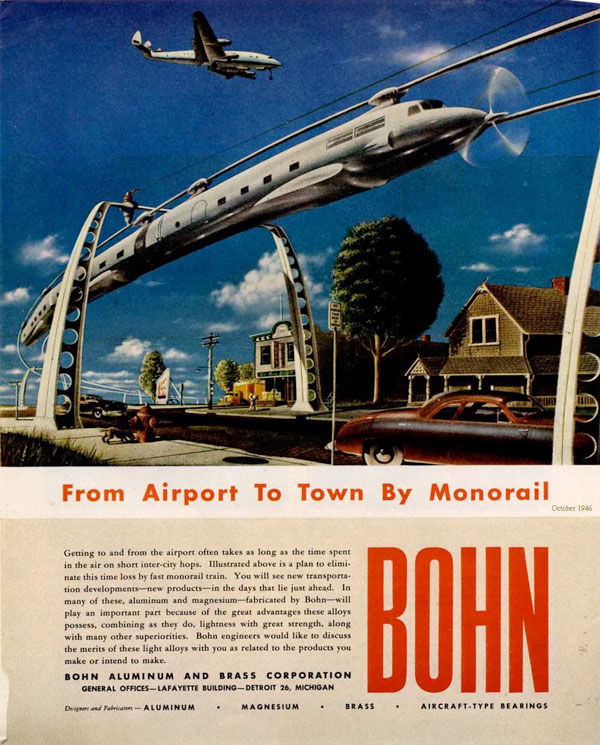 From Airport To Town By Monorail
October 1946
Getting to and from the airport often takes as long as the time spent
in the air on short inter-city hops. Illustrated above is a plan to elimi-
nate this time loss by fast monorail train. You will see new transporta-
tion developments—new products—in the days that lie just ahead. In
many of these, aluminum and magnesium—fabricated by Bohn—will
play an important part because of the great advantages these alloys
possess, combining as they do, lightness with great strength, along
with many other superiorities. Bohn engineers would like to discuss
the merits of these light alloys with you as related to the products you
make or intend to make.
BOHN ALUMINUM AND BRASS CORPORATION
GENERAL OFFICES—LAFAYETTE BUILDING—DETROIT 26, MICHIGAN
BOHN
Designers and Fabricators—ALUMINUM • MAGNESIUM • BRASS • AIRCRAFT-TYPE BEARINGS